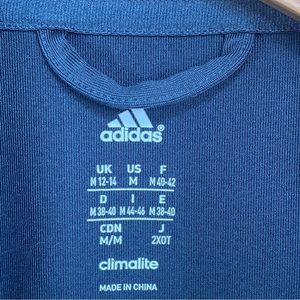 adidas
UK US F
M 12-14 M M 40-42
D I E
M 38-40 M 44-46 M 38-40
CDN J
M/M 2XOT
climalite
MADE IN CHINA